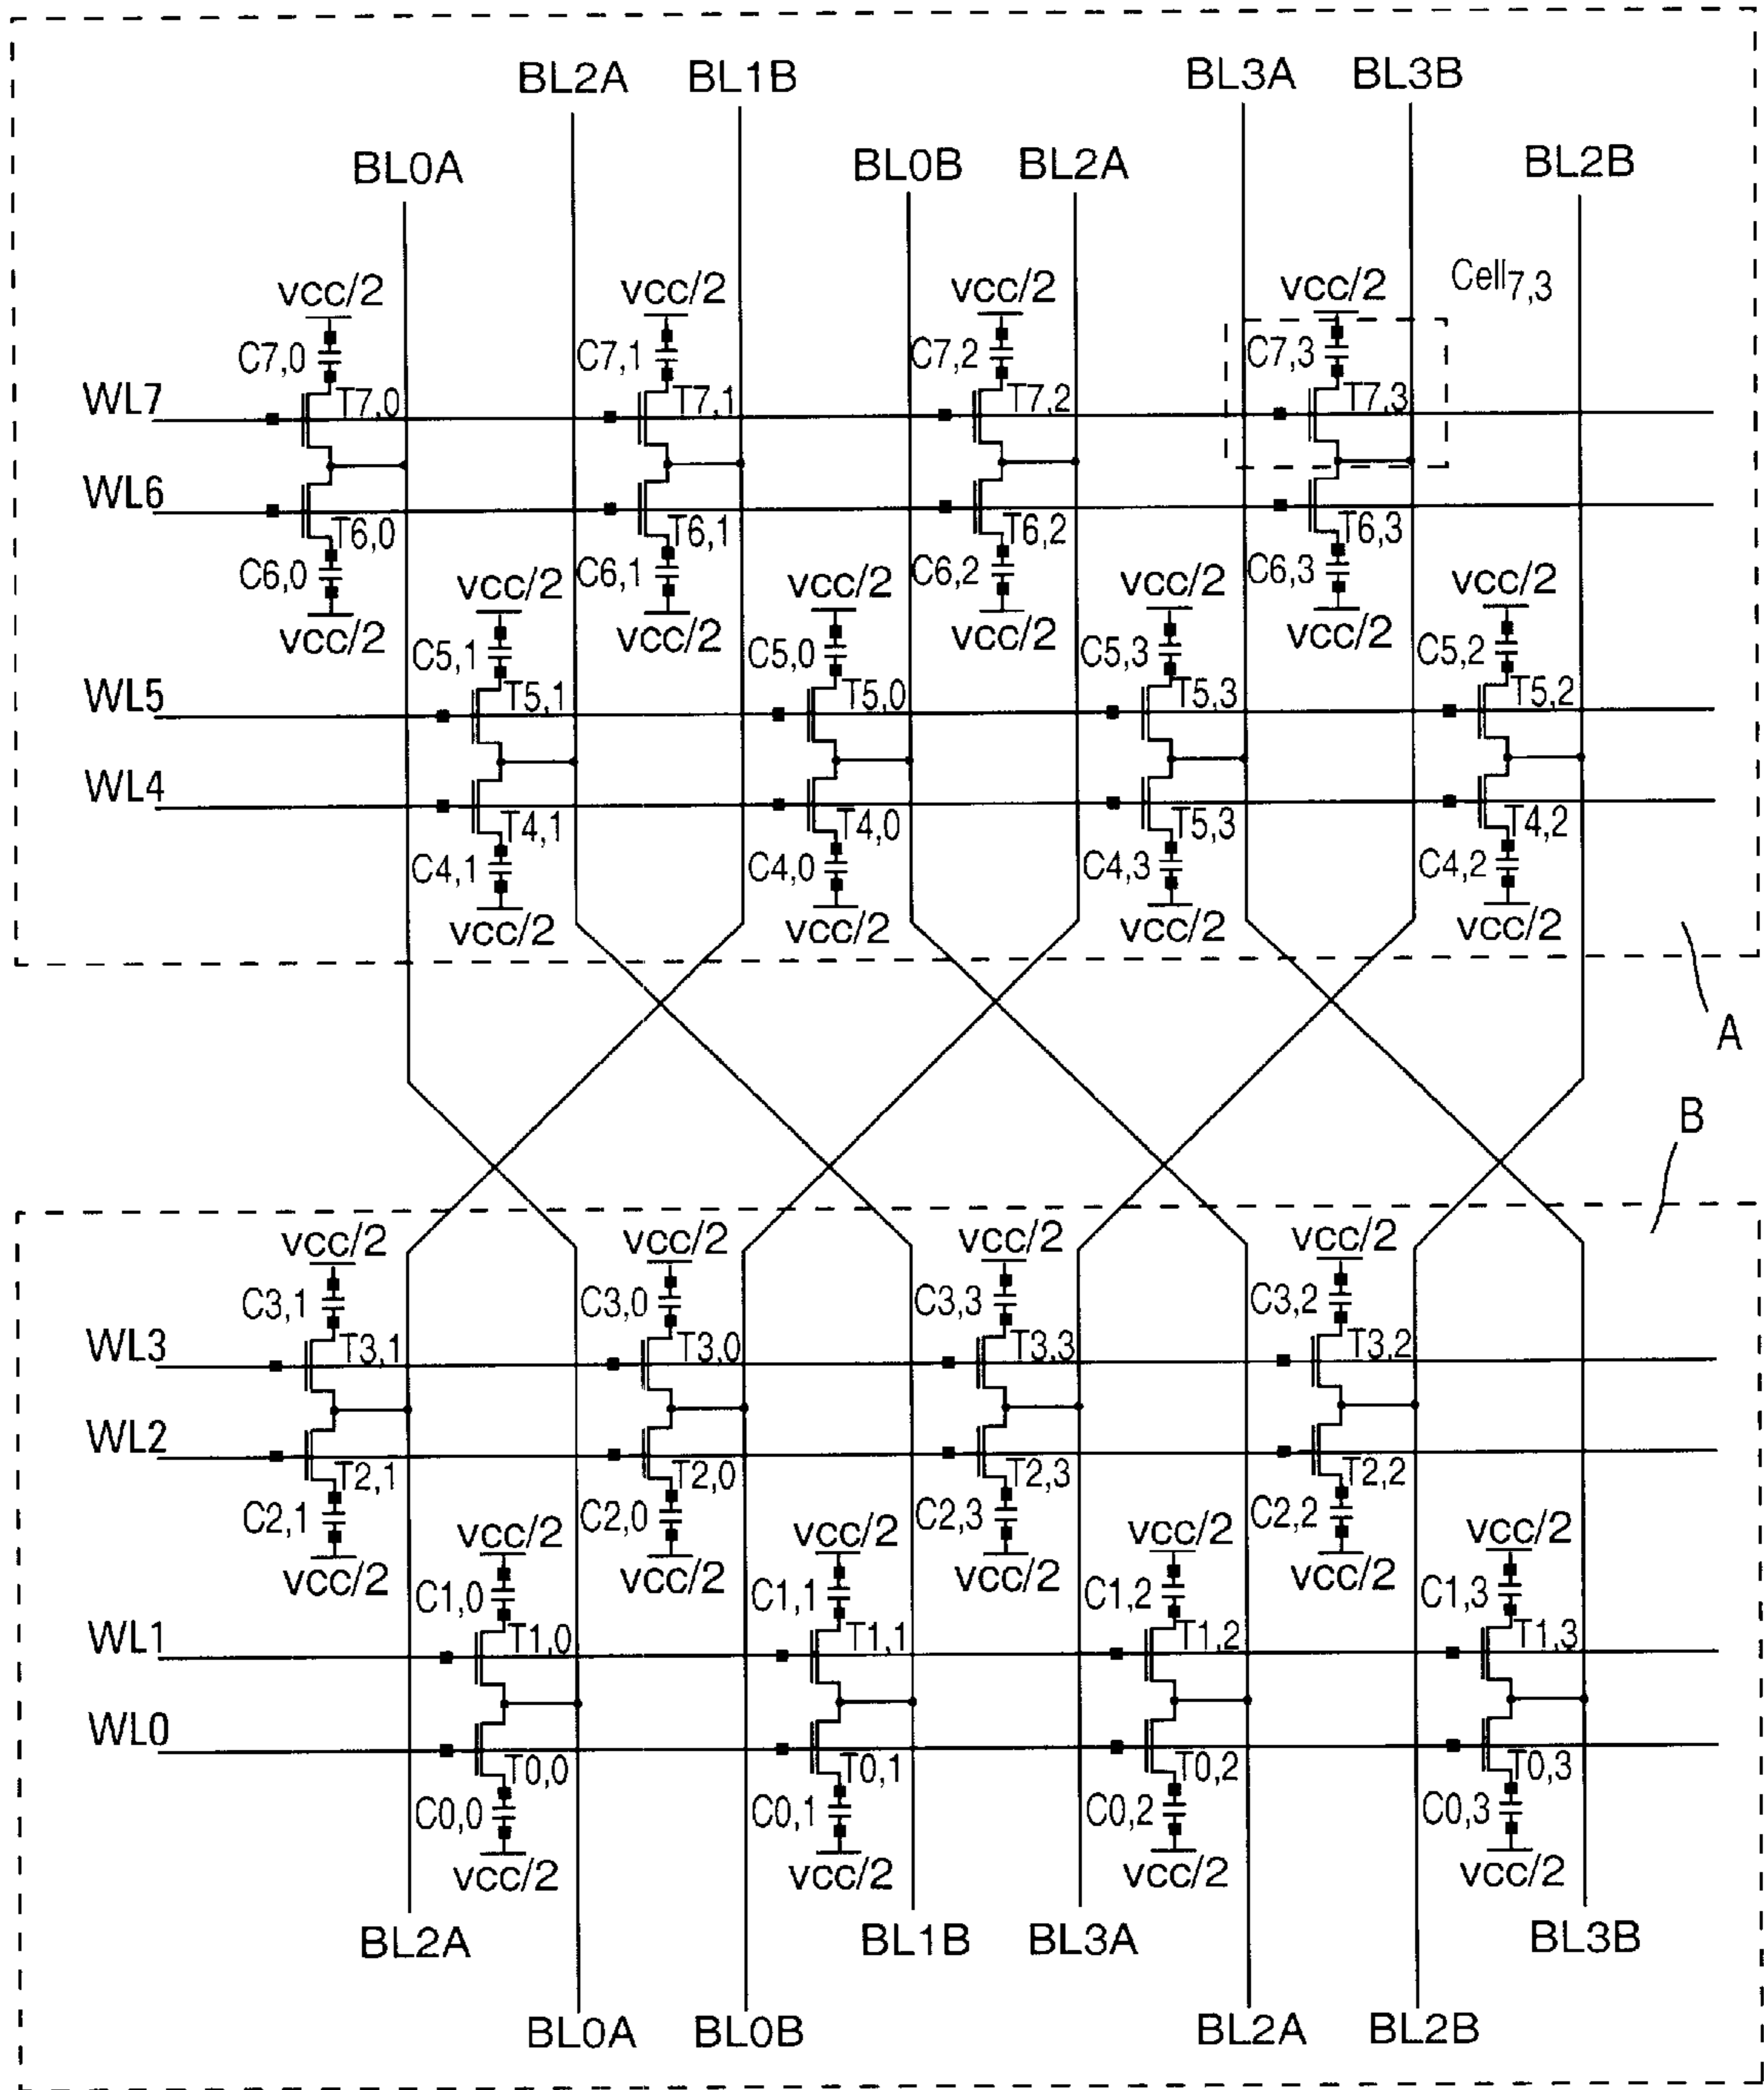 BL2A BL1B BL3A BL3B
BL0A BL0B BL2A BL2B
vcc/2 vcc/2 vcc/2 vcc/2 Cell7,3
C7,0 C7,1 C7,2 C7,3
WL7 T7,0 T7,1 T7,2 T7,3
WL6 T6,0 T6,1 T6,2 T6,3
C6,0 C6,1 C6,2 C6,3
vcc/2 vcc/2 vcc/2 vcc/2
vcc/2 vcc/2 vcc/2 vcc/2
C5,1 C5,0 C5,3 C5,2
WL5 T5,1 T5,0 T5,3 T5,2
WL4 T4,1 T4,0 T5,3 T4,2
C4,1 C4,0 C4,3 C4,2
vcc/2 vcc/2 vcc/2 vcc/2
A
B
vcc/2 vcc/2 vcc/2 vcc/2
C3,1 C3,0 C3,3 C3,2
WL3 T3,1 T3,0 T3,3 T3,2
WL2 T2,1 T2,0 T2,3 T2,2
C2,1 C2,0 C2,3 C2,2
vcc/2 vcc/2 vcc/2 vcc/2
vcc/2 vcc/2 vcc/2 vcc/2
C1,0 C1,1 C1,2 C1,3
WL1 T1,0 T1,1 T1,2 T1,3
WL0 T0,0 T0,1 T0,2 T0,3
C0,0 C0,1 C0,2 C0,3
vcc/2 vcc/2 vcc/2 vcc/2
BL2A BL1B BL3A BL3B
BL0A BL0B BL2A BL2B